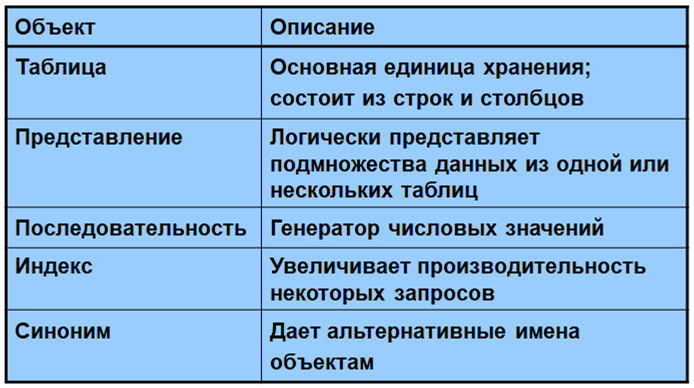 Объект Описание
Таблица Основная единица хранения;
состоит из строк и столбцов
Представление Логически представляет
подмножества данных из одной или
нескольких таблиц
Последовательность Генератор числовых значений
Индекс Увеличивает производительность
некоторых запросов
Синоним Дает альтернативные имена
объектам